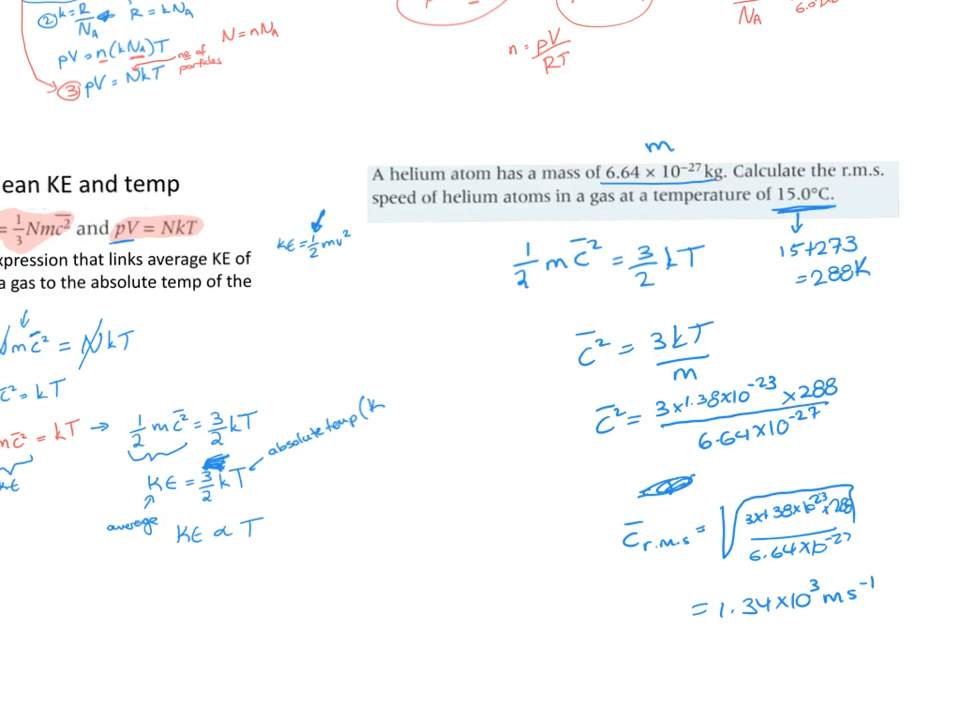 ② k = R/N_A R = kN_A
pV = n(kN_A)T N = nN_A
no of particles
③ pV = NkT
n = pV/RT
N_A
m
A helium atom has a mass of 6.64 × 10⁻²⁷ kg. Calculate the r.m.s.
speed of helium atoms in a gas at a temperature of 15.0°C.
15+273
=288K
ean KE and temp
= 1/3 Nmc̄² and pV = NkT
KE = 1/2 mv²
xpression that links average KE of
a gas to the absolute temp of the
mc̄² = NkT
c̄² = kT
mc̄² = kT → 1/2 mc̄² = 3/2 kT
KE
KE = 3/2 kT
absolute temp (K
average
KE ∝ T
1/2 m c̄² = 3/2 kT
c̄² = 3kT/m
c̄² = 3×1.38×10⁻²³ ×288/6.64×10⁻²⁷
c̄ r.m.s = √(3×1.38×10⁻²³×288/6.64×10⁻²⁷)
= 1.34×10³ ms⁻¹